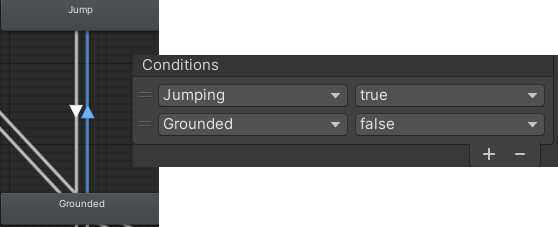 Jump
Conditions
Jumping true
Grounded false
Grounded